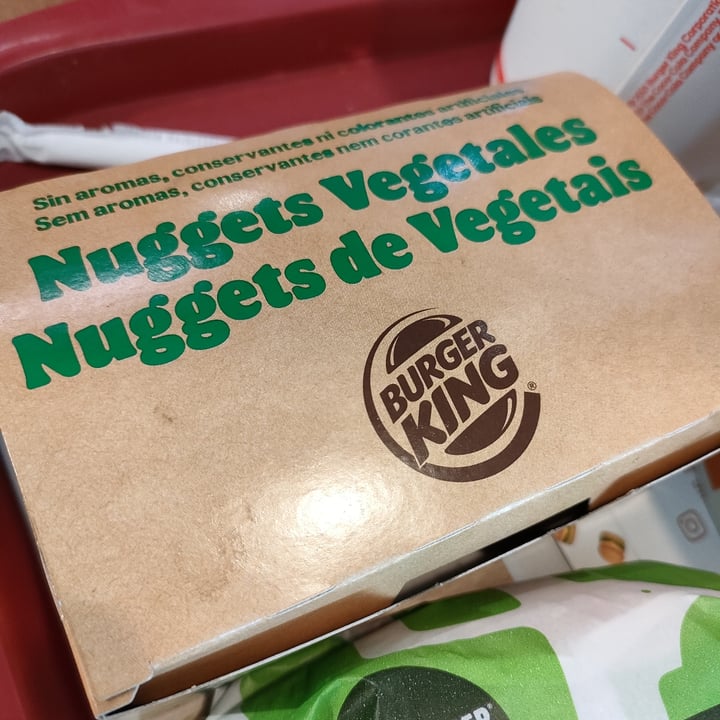 Sin aromas, conservantes ni colorantes artificiales
Sem aromas, conservantes nem corantes artificiais
Nuggets Vegetales
Nuggets de Vegetais
BURGER
KING
®